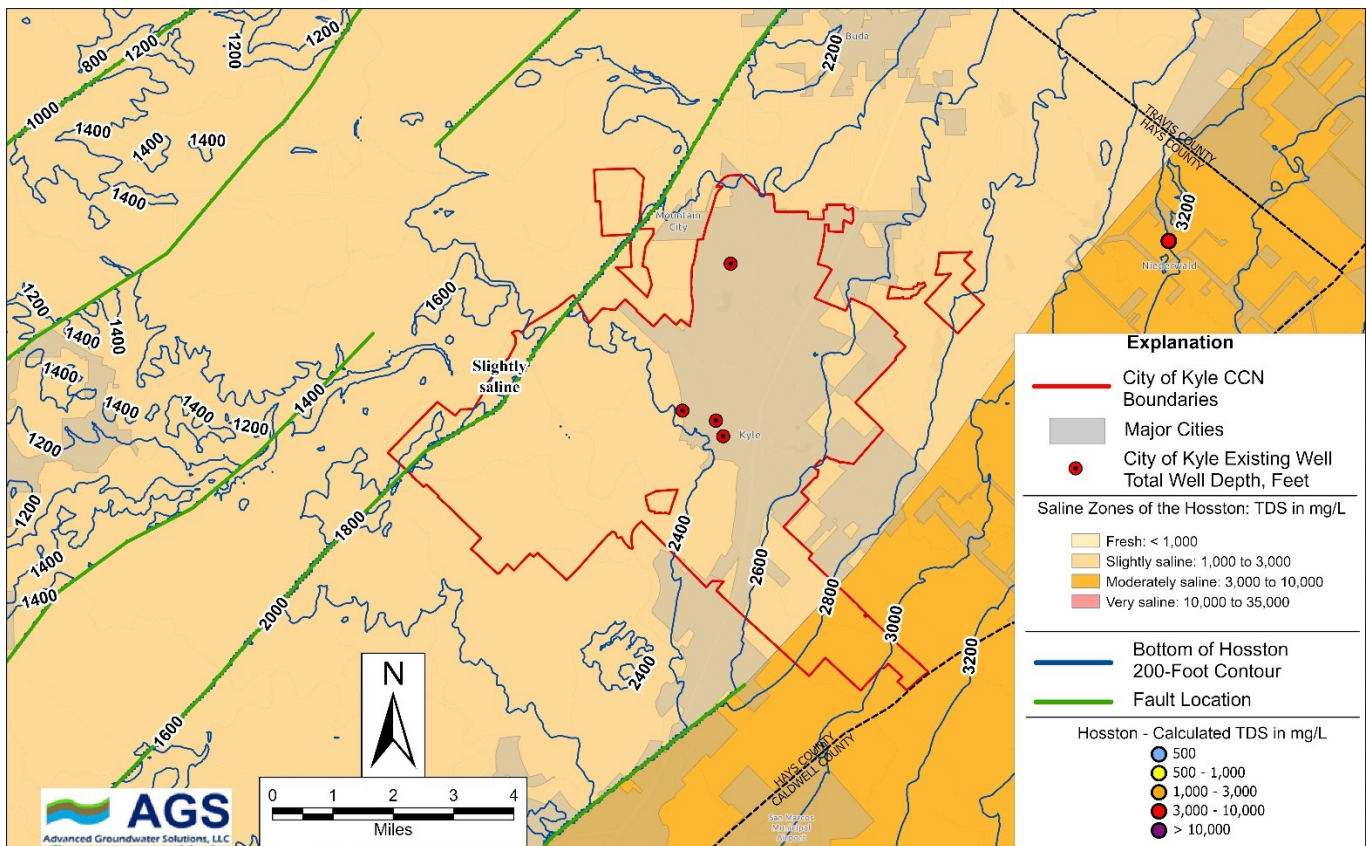 800
1200
1200
1200
1000
1400
1400
1400
1400
2200
Buda
TRAVIS COUNTY
HAYS COUNTY
3200
Niederwald
Mountain
City
1600
Slightly
saline
1200
1400
1400
1400
1400
1400
1200
1200
1400
1200
1400
1400
Kyle
1800
2000
1600
2400
2400
2600
2800
3000
3200
HAYS COUNTY
CALDWELL COUNTY
San Marcos
Municipal
Airport
N
0 1 2 3 4
Miles
AGS
Advanced Groundwater Solutions, LLC
Explanation
City of Kyle CCN
Boundaries
Major Cities
City of Kyle Existing Well
Total Well Depth, Feet
Saline Zones of the Hosston: TDS in mg/L
Fresh: < 1,000
Slightly saline: 1,000 to 3,000
Moderately saline: 3,000 to 10,000
Very saline: 10,000 to 35,000
Bottom of Hosston
200-Foot Contour
Fault Location
Hosston - Calculated TDS in mg/L
500
500 - 1,000
1,000 - 3,000
3,000 - 10,000
> 10,000